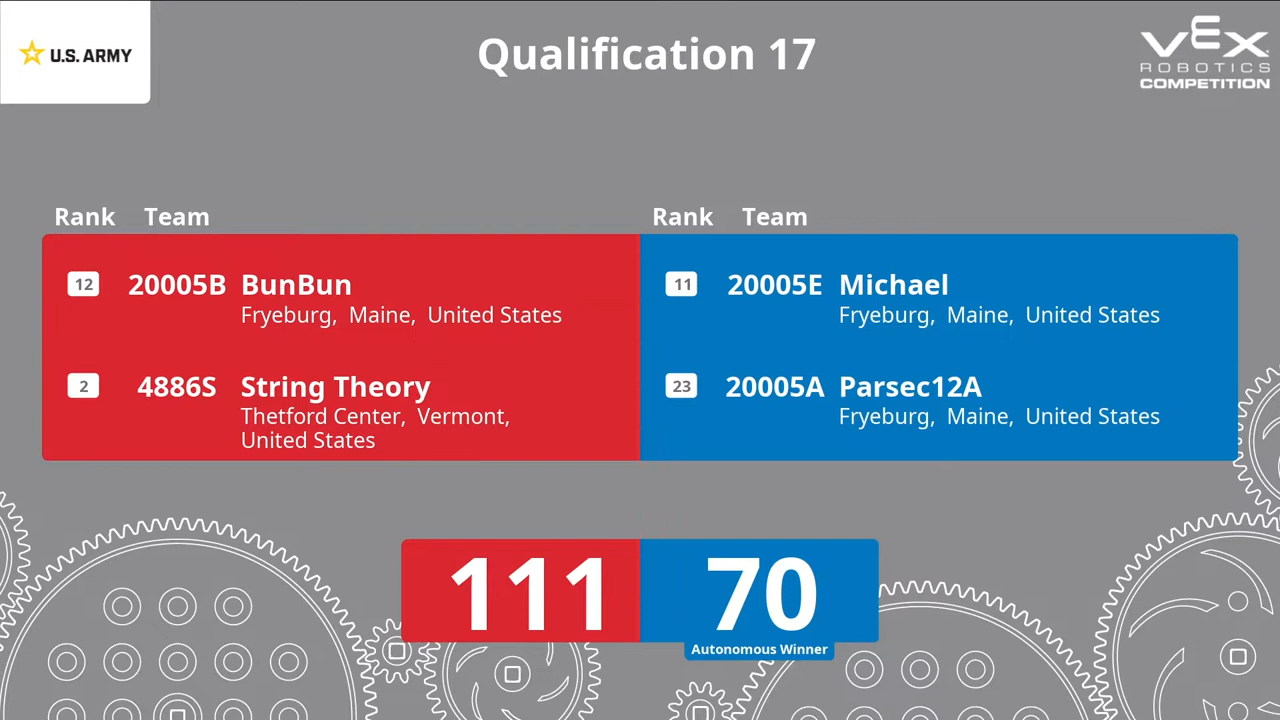 U.S. ARMY
Qualification 17
VEX
ROBOTICS
COMPETITION
Rank Team
Rank Team
12 20005B BunBun
Fryeburg, Maine, United States
2 4886S String Theory
Thetford Center, Vermont,
United States
11 20005E Michael
Fryeburg, Maine, United States
23 20005A Parsec12A
Fryeburg, Maine, United States
111 70
Autonomous Winner